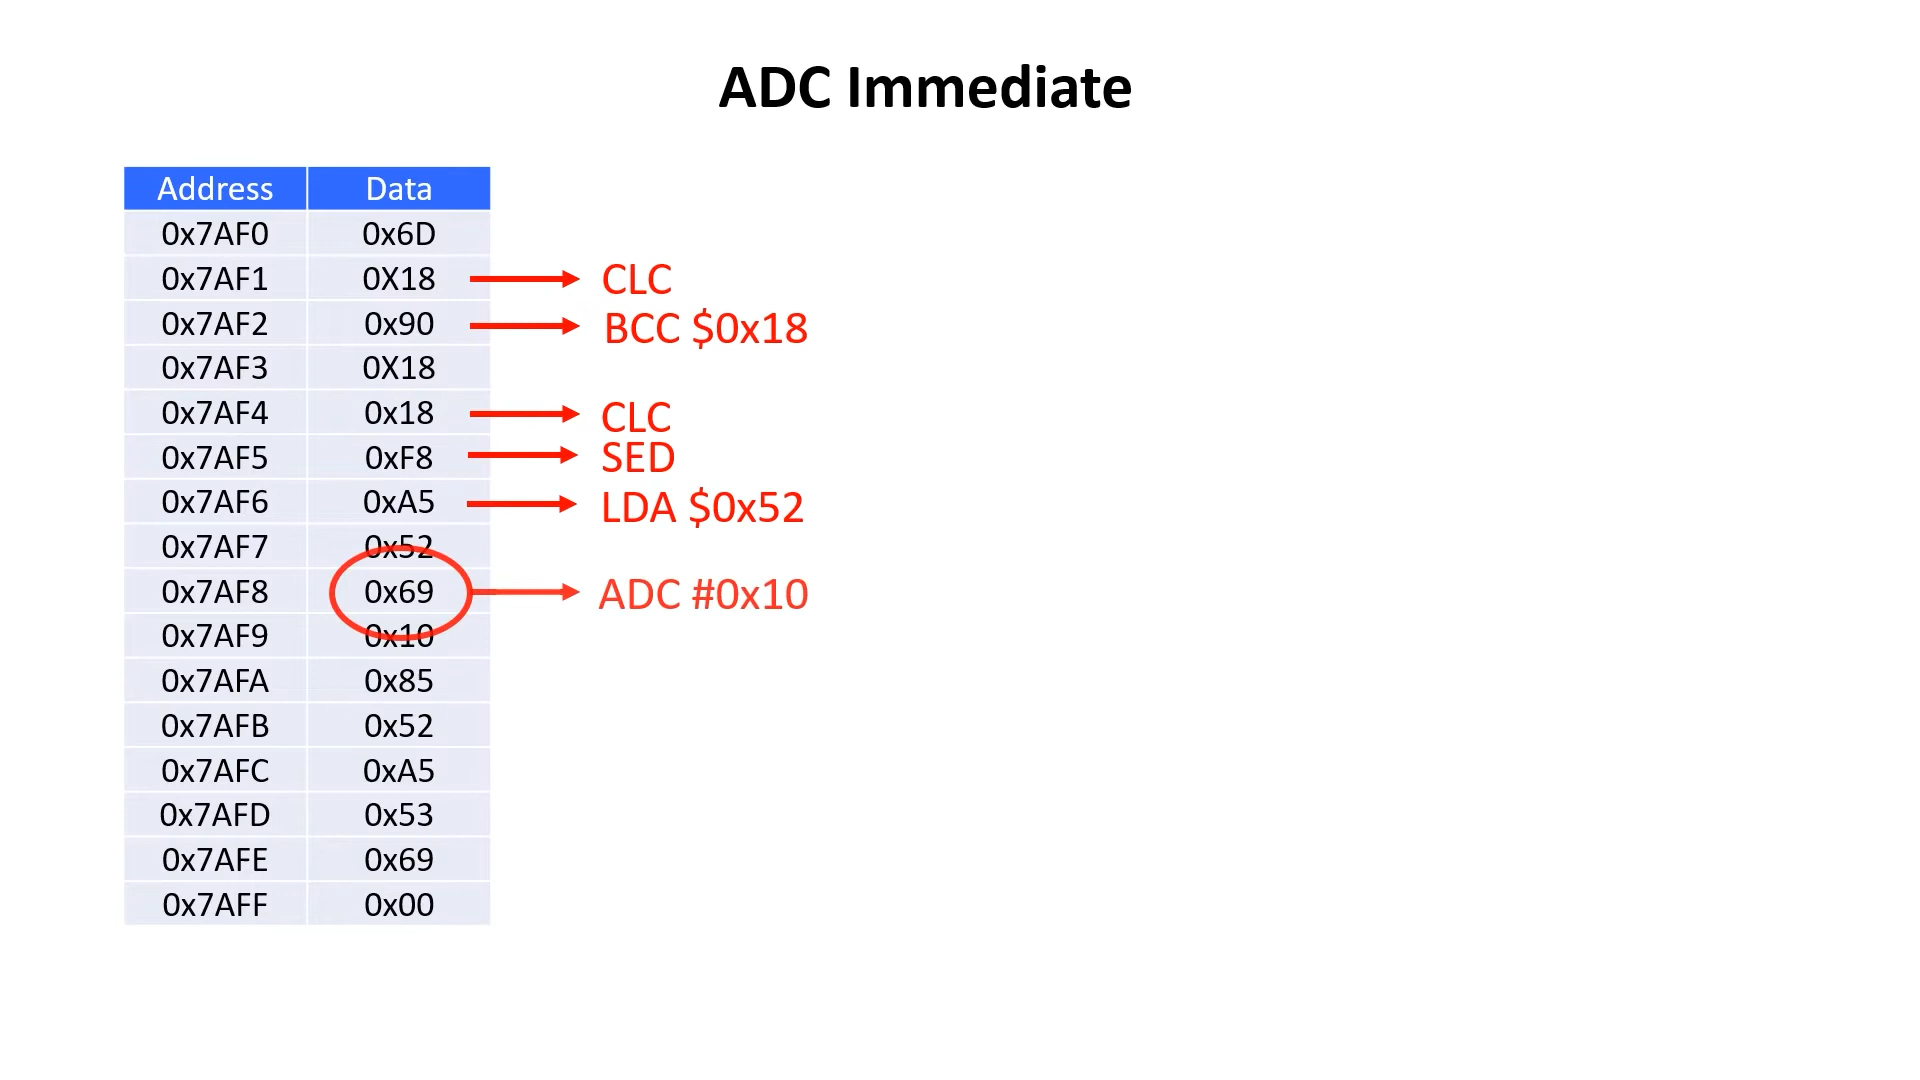 ADC Immediate
Address Data
0x7AF0 0x6D
0x7AF1 0X18 CLC
0x7AF2 0x90 BCC $0x18
0x7AF3 0X18
0x7AF4 0x18 CLC
0x7AF5 0xF8 SED
0x7AF6 0xA5 LDA $0x52
0x7AF7 0x52
0x7AF8 0x69 ADC #0x10
0x7AF9 0x10
0x7AFA 0x85
0x7AFB 0x52
0x7AFC 0xA5
0x7AFD 0x53
0x7AFE 0x69
0x7AFF 0x00